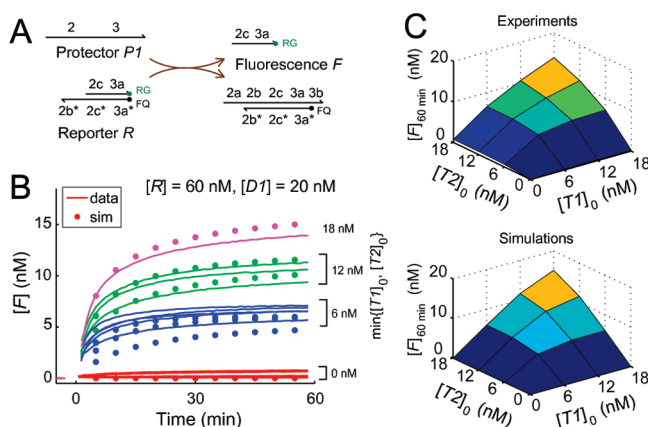 A
2 3
Protector P1
2c 3a RG
2b* 2c* 3a* FQ
Reporter R
2c 3a RG
Fluorescence F
2a 2b 2c 3a 3b
2b* 2c* 3a* FQ
B
[R] = 60 nM, [D1] = 20 nM
data
sim
[F] (nM)
15
10
5
0
0 30 60
Time (min)
18 nM
12 nM
6 nM
0 nM
min{[T1]₀, [T2]₀}
C
Experiments
[F]60 min (nM)
20
10
0
18 12 6 0
[T2]₀ (nM)
0 6 12 18
[T1]₀ (nM)
Simulations
[F]60 min (nM)
20
10
0
18 12 6 0
[T2]₀ (nM)
0 6 12 18
[T1]₀ (nM)